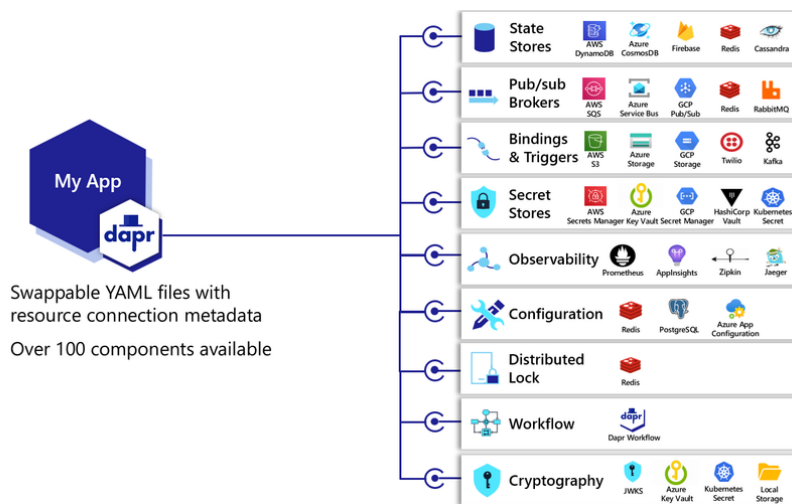 My App
dapr
Swappable YAML files with
resource connection metadata
Over 100 components available
State
Stores
AWS
DynamoDB
Azure
CosmosDB
Firebase
Redis
Cassandra
Pub/sub
Brokers
AWS
SQS
Azure
Service Bus
GCP
Pub/Sub
Redis
RabbitMQ
Bindings
& Triggers
AWS
S3
Azure
Storage
GCP
Storage
Twilio
Kafka
Secret
Stores
AWS
Secrets Manager
Azure
Key Vault
GCP
Secret Manager
HashiCorp
Vault
Kubernetes
Secret
Observability
Prometheus
AppInsights
Zipkin
Jaeger
Configuration
Redis
PostgreSQL
Azure App
Configuration
Distributed
Lock
Redis
Workflow
dapr
Dapr Workflow
Cryptography
JWKS
Azure
Key Vault
Kubernetes
Secret
Local
Storage